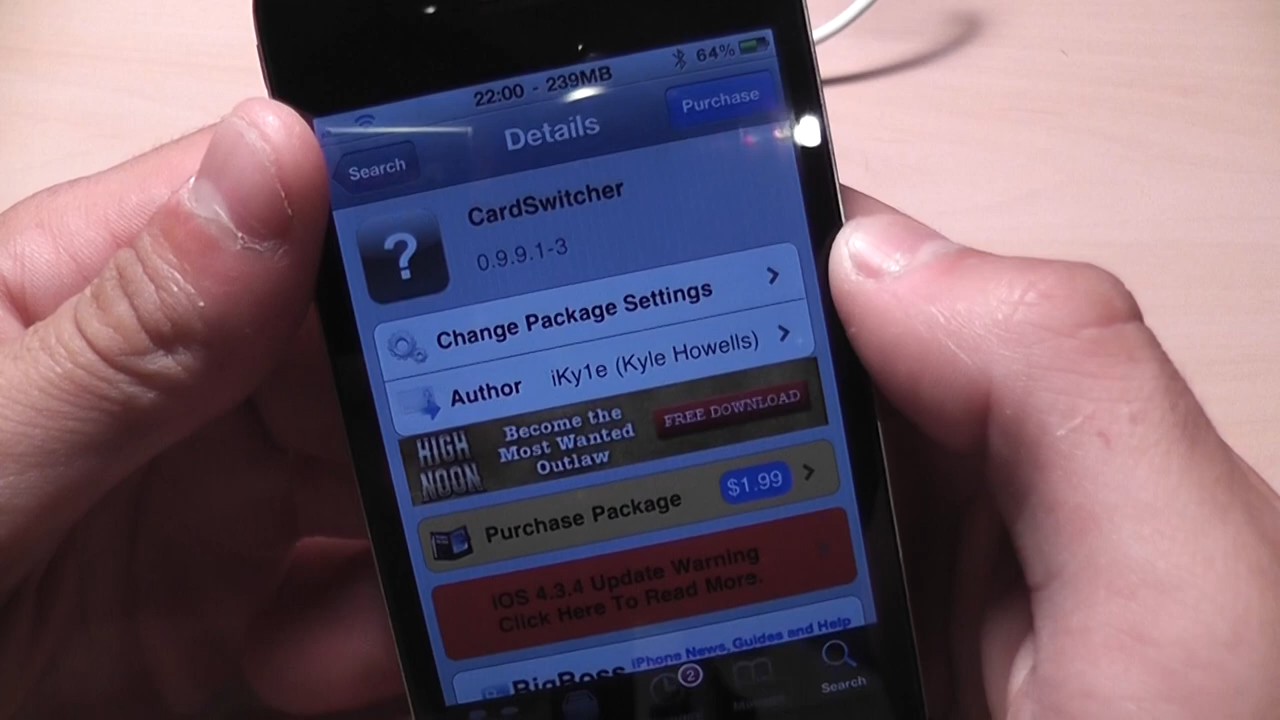 22:00 - 239MB
64%
Search
Details
Purchase
?
CardSwitcher
0.9.9.1-3
Change Package Settings
Author iKy1e (Kyle Howells)
HIGH
NOON
Become the
Most Wanted
Outlaw
FREE DOWNLOAD
Purchase Package $1.99
iOS 4.3.4 Update Warning
Click Here To Read More.
BigBoss
iPhone News, Guides and Help
2
Search